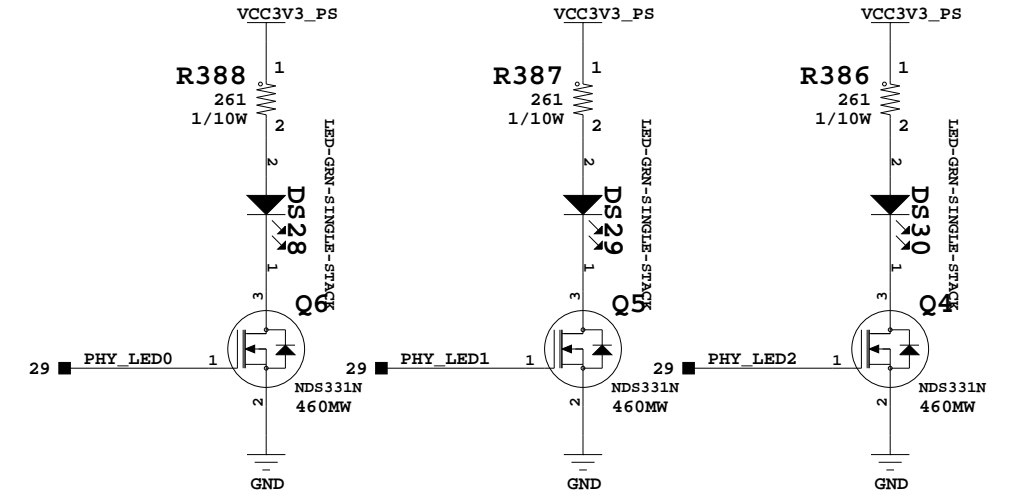 VCC3V3_PS
1
R388
261
1/10W
2
LED-GRN-SINGLE-STACK
2
DS28
1
3
Q6
29
PHY_LED0
1
NDS331N
460MW
2
GND
VCC3V3_PS
1
R387
261
1/10W
2
LED-GRN-SINGLE-STACK
2
DS29
1
3
Q5
29
PHY_LED1
1
NDS331N
460MW
2
GND
VCC3V3_PS
1
R386
261
1/10W
2
LED-GRN-SINGLE-STACK
2
DS30
1
3
Q4
29
PHY_LED2
1
NDS331N
460MW
2
GND